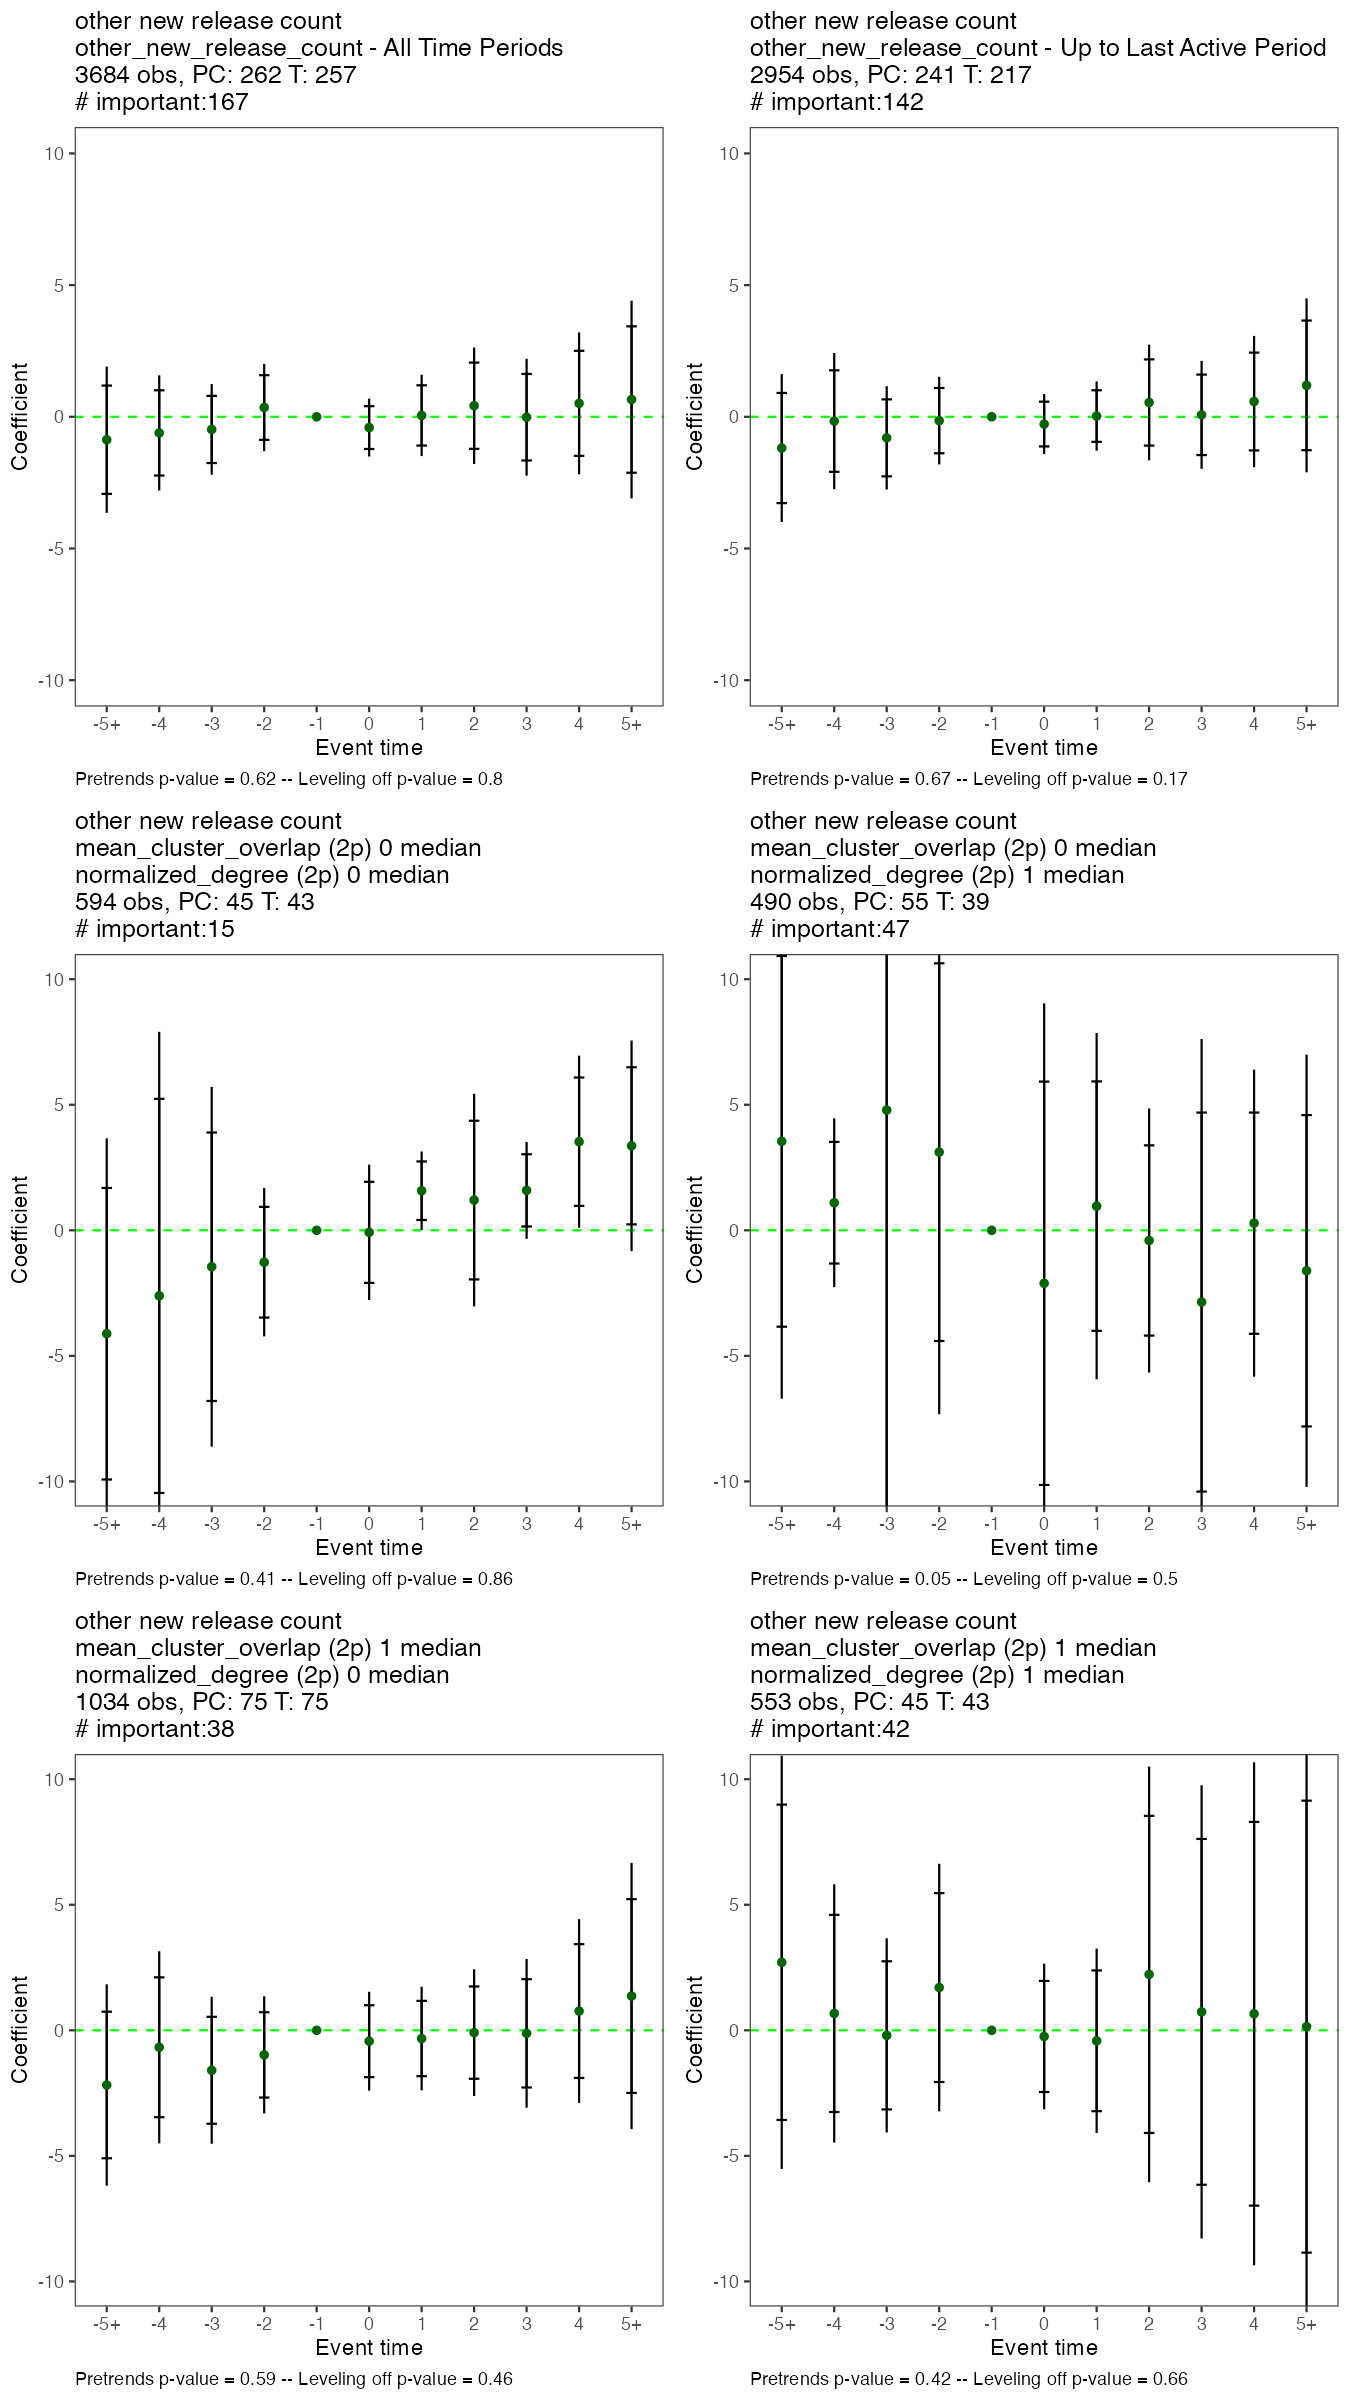 other new release count
other_new_release_count - All Time Periods
3684 obs, PC: 262 T: 257
# important:167
10
5
0
-5
-10
Coefficient
-5+ -4 -3 -2 -1 0 1 2 3 4 5+
Event time
Pretrends p-value = 0.62 -- Leveling off p-value = 0.8
other new release count
other_new_release_count - Up to Last Active Period
2954 obs, PC: 241 T: 217
# important:142
10
5
0
-5
-10
Coefficient
-5+ -4 -3 -2 -1 0 1 2 3 4 5+
Event time
Pretrends p-value = 0.67 -- Leveling off p-value = 0.17
other new release count
mean_cluster_overlap (2p) 0 median
normalized_degree (2p) 0 median
594 obs, PC: 45 T: 43
# important:15
10
5
0
-5
-10
Coefficient
-5+ -4 -3 -2 -1 0 1 2 3 4 5+
Event time
Pretrends p-value = 0.41 -- Leveling off p-value = 0.86
other new release count
mean_cluster_overlap (2p) 0 median
normalized_degree (2p) 1 median
490 obs, PC: 55 T: 39
# important:47
10
5
0
-5
-10
Coefficient
-5+ -4 -3 -2 -1 0 1 2 3 4 5+
Event time
Pretrends p-value = 0.05 -- Leveling off p-value = 0.5
other new release count
mean_cluster_overlap (2p) 1 median
normalized_degree (2p) 0 median
1034 obs, PC: 75 T: 75
# important:38
10
5
0
-5
-10
Coefficient
-5+ -4 -3 -2 -1 0 1 2 3 4 5+
Event time
Pretrends p-value = 0.59 -- Leveling off p-value = 0.46
other new release count
mean_cluster_overlap (2p) 1 median
normalized_degree (2p) 1 median
553 obs, PC: 45 T: 43
# important:42
10
5
0
-5
-10
Coefficient
-5+ -4 -3 -2 -1 0 1 2 3 4 5+
Event time
Pretrends p-value = 0.42 -- Leveling off p-value = 0.66